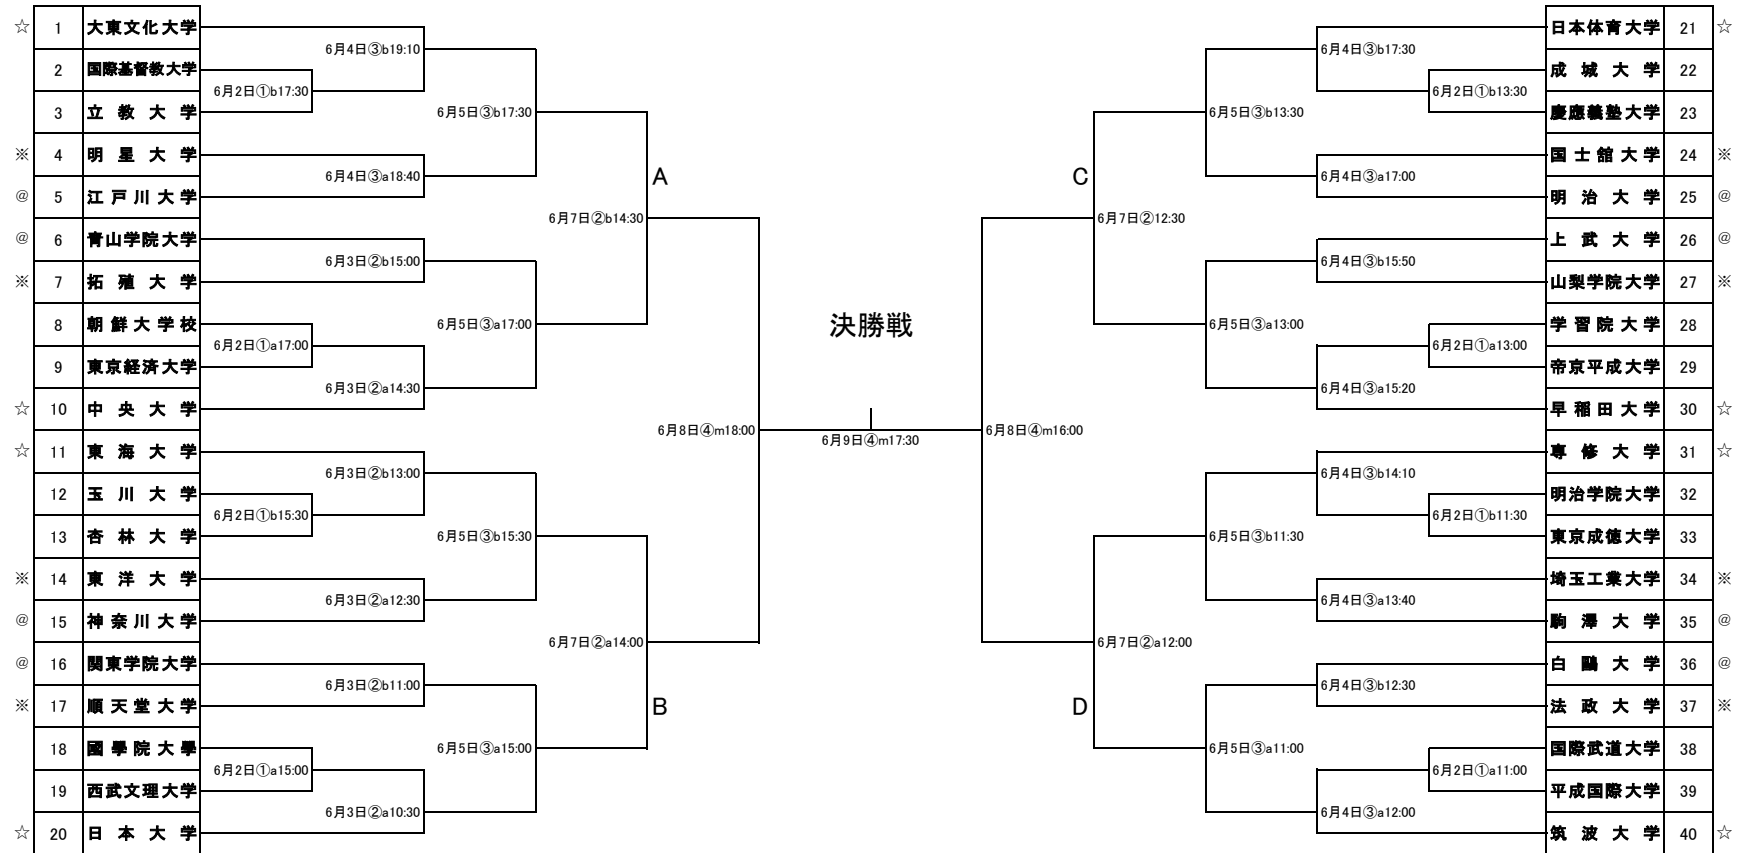 ☆ 1 大東文化大学
2 国際基督教大学
3 立教大学
※ 4 明星大学
@ 5 江戸川大学
@ 6 青山学院大学
※ 7 拓殖大学
8 朝鮮大学校
9 東京経済大学
☆ 10 中央大学
☆ 11 東海大学
12 玉川大学
13 杏林大学
※ 14 東洋大学
@ 15 神奈川大学
@ 16 関東学院大学
※ 17 順天堂大学
18 國學院大學
19 西武文理大学
☆ 20 日本大学
6月2日①b17:30
6月2日①a17:00
6月2日①b15:30
6月2日①a15:00
6月4日③b19:10
6月4日③a18:40
6月3日②b15:00
6月3日②a14:30
6月3日②b13:00
6月3日②a12:30
6月3日②b11:00
6月3日②a10:30
6月5日③b17:30
6月5日③a17:00
6月5日③b15:30
6月5日③a15:00
A
6月7日②b14:30
6月7日②a14:00
B
6月8日④m18:00
決勝戦
6月9日④m17:30
6月8日④m16:00
C
6月7日②12:30
6月7日②a12:00
D
6月5日③b13:30
6月5日③a13:00
6月5日③b11:30
6月5日③a11:00
6月4日③b17:30
6月4日③a17:00
6月4日③b15:50
6月4日③a15:20
6月4日③b14:10
6月4日③a13:40
6月4日③b12:30
6月4日③a12:00
6月2日①b13:30
6月2日①a13:00
6月2日①b11:30
6月2日①a11:00
日本体育大学 21 ☆
成城大学 22
慶應義塾大学 23
国士舘大学 24 ※
明治大学 25 @
上武大学 26 @
山梨学院大学 27 ※
学習院大学 28
帝京平成大学 29
早稲田大学 30 ☆
専修大学 31 ☆
明治学院大学 32
東京成徳大学 33
埼玉工業大学 34 ※
駒澤大学 35 @
白鷗大学 36 @
法政大学 37 ※
国際武道大学 38
平成国際大学 39
筑波大学 40 ☆